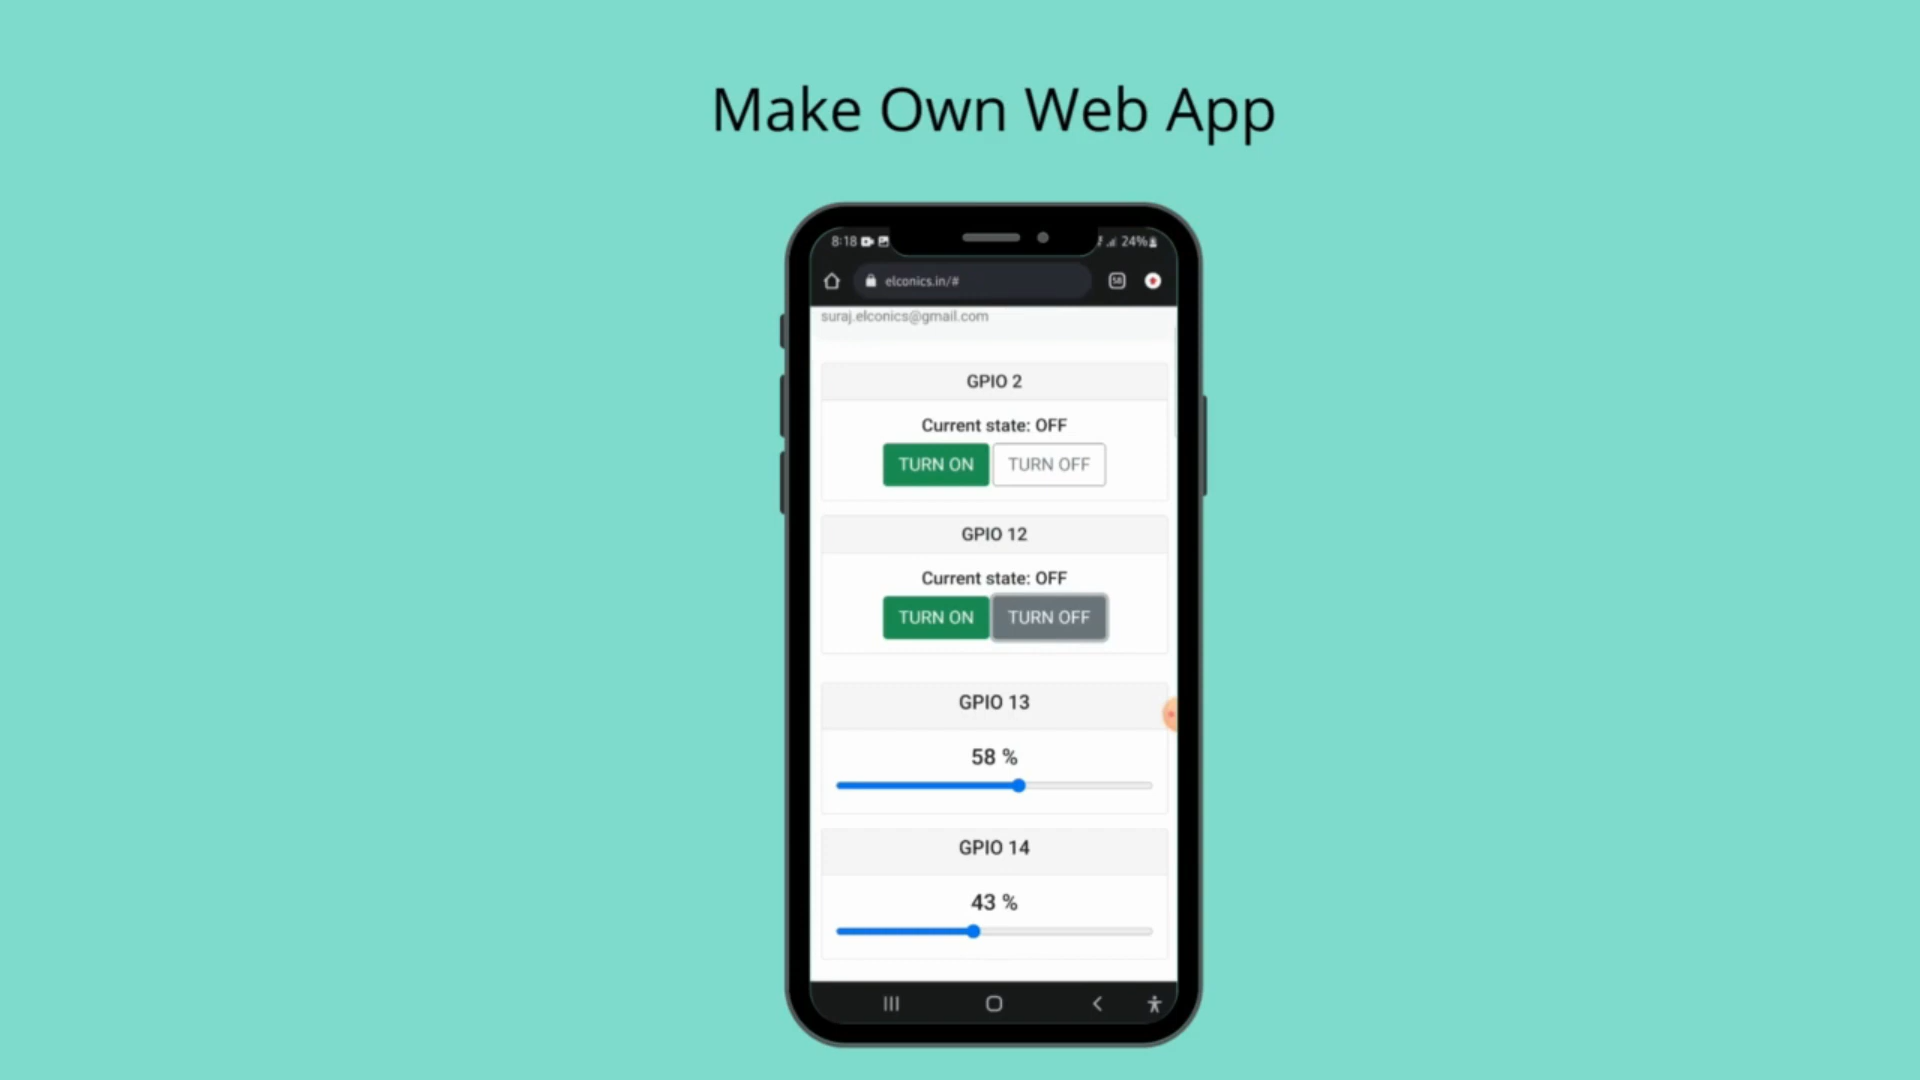 Make Own Web App
8:18 24%
elconics.in/# 58
suraj.elconics@gmail.com
GPIO 2
Current state: OFF
TURN ON TURN OFF
GPIO 12
Current state: OFF
TURN ON TURN OFF
GPIO 13
58 %
GPIO 14
43 %